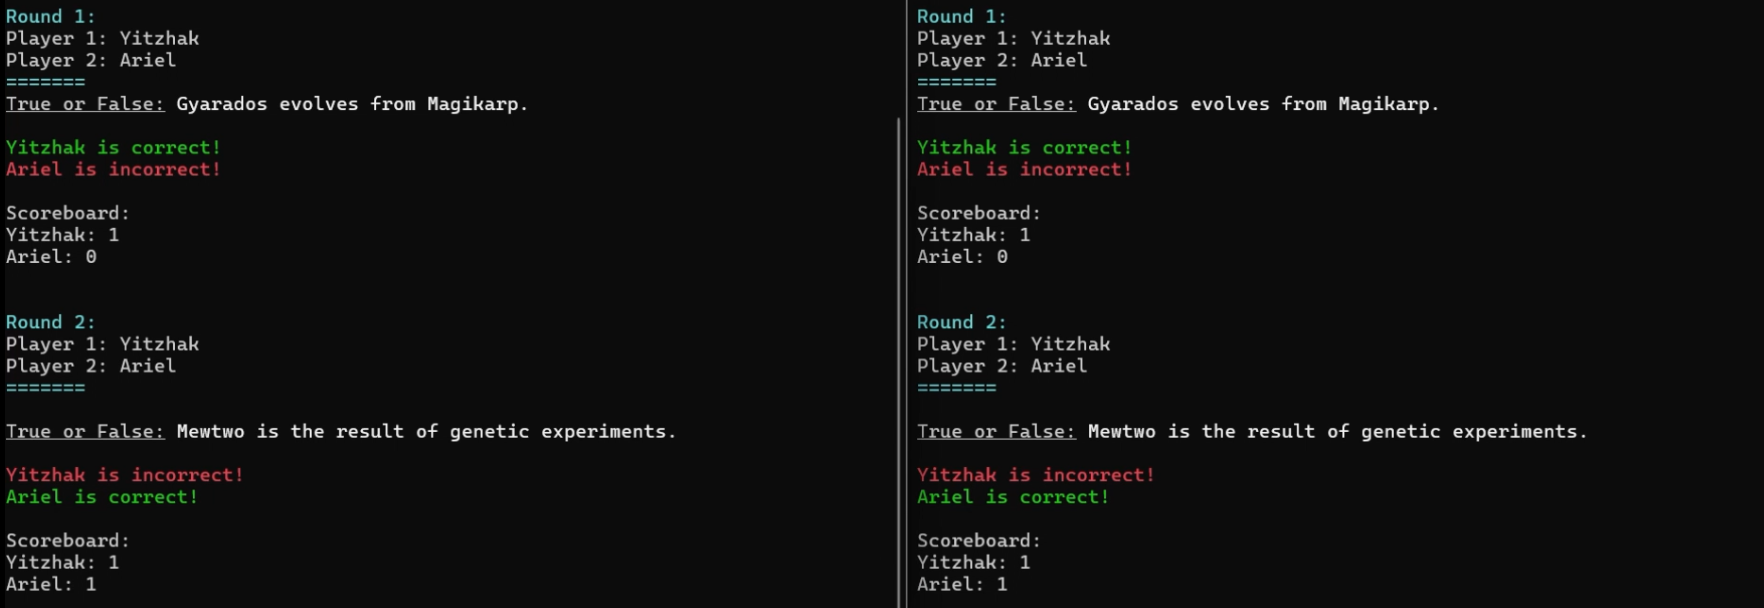 Round 1:
Player 1: Yitzhak
Player 2: Ariel
=======
True or False: Gyarados evolves from Magikarp.
Yitzhak is correct!
Ariel is incorrect!
Scoreboard:
Yitzhak: 1
Ariel: 0
Round 2:
Player 1: Yitzhak
Player 2: Ariel
=======
True or False: Mewtwo is the result of genetic experiments.
Yitzhak is incorrect!
Ariel is correct!
Scoreboard:
Yitzhak: 1
Ariel: 1
Round 1:
Player 1: Yitzhak
Player 2: Ariel
=======
True or False: Gyarados evolves from Magikarp.
Yitzhak is correct!
Ariel is incorrect!
Scoreboard:
Yitzhak: 1
Ariel: 0
Round 2:
Player 1: Yitzhak
Player 2: Ariel
=======
True or False: Mewtwo is the result of genetic experiments.
Yitzhak is incorrect!
Ariel is correct!
Scoreboard:
Yitzhak: 1
Ariel: 1